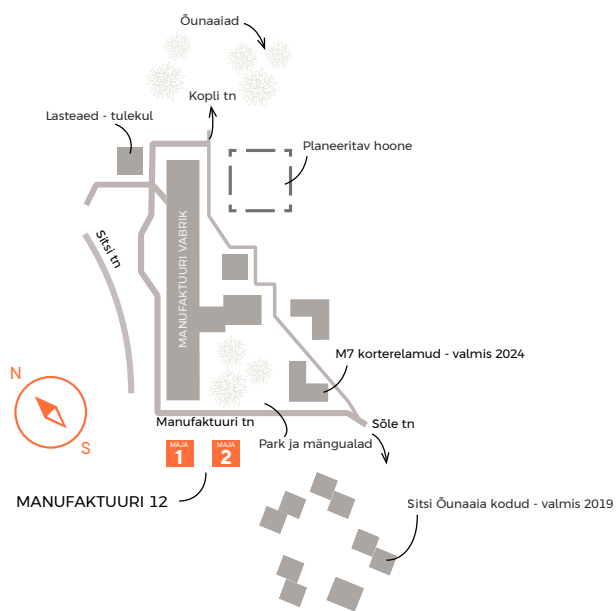 Õunaaiad
Kopli tn
Lasteaed - tulekul
Planeeritav hoone
MANUFAKTUURI VABRIK
Sitsi tn
M7 korterelamud - valmis 2024
N
S
Manufaktuuri tn
Sõle tn
Park ja mängualad
MAJA
1
MAJA
2
MANUFAKTUURI 12
Sitsi Õunaaia kodud - valmis 2019